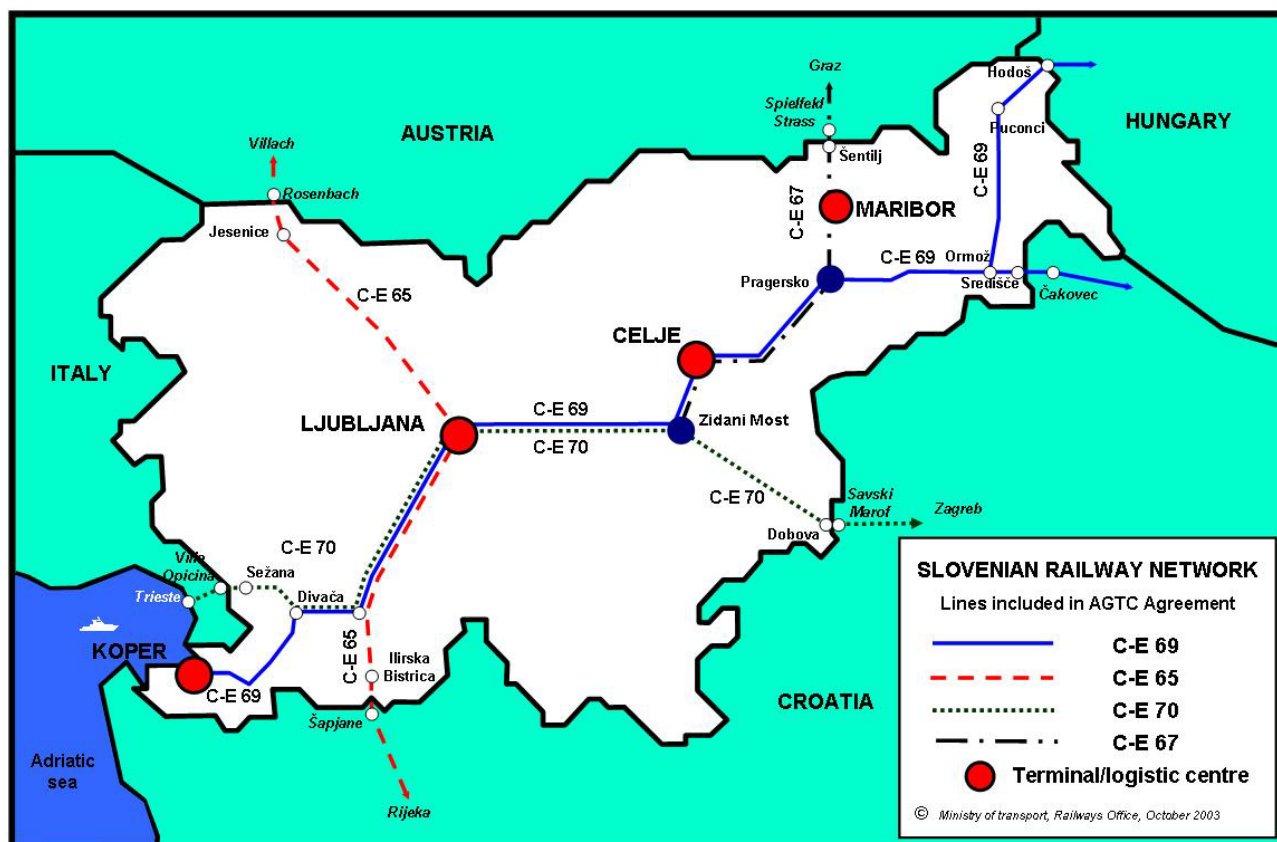 Graz
Hodoš
Spielfekl
Strass
HUNGARY
AUSTRIA
Puconci
Villach
Šentilj
C-E 69
Rosenbach
C-E 67
MARIBOR
Jesenice
C-E 69
Ormož
Pragersko
Središče
Čakovec
C-E 65
CELJE
ITALY
C-E 69
LJUBLJANA
Zidani Most
C-E 70
C-E 70
Savski
Marof
Zagreb
Dobova
C-E 70
Villa
Opicina
Sežana
Trieste
Divača
KOPER
C-E 65
Ilirska
Bistrica
C-E 69
Šapjane
CROATIA
Adriatic
sea
Rijeka
SLOVENIAN RAILWAY NETWORK
Lines included in AGTC Agreement
C-E 69
C-E 65
C-E 70
C-E 67
Terminal/logistic centre
© Ministry of transport, Railways Office, October 2003